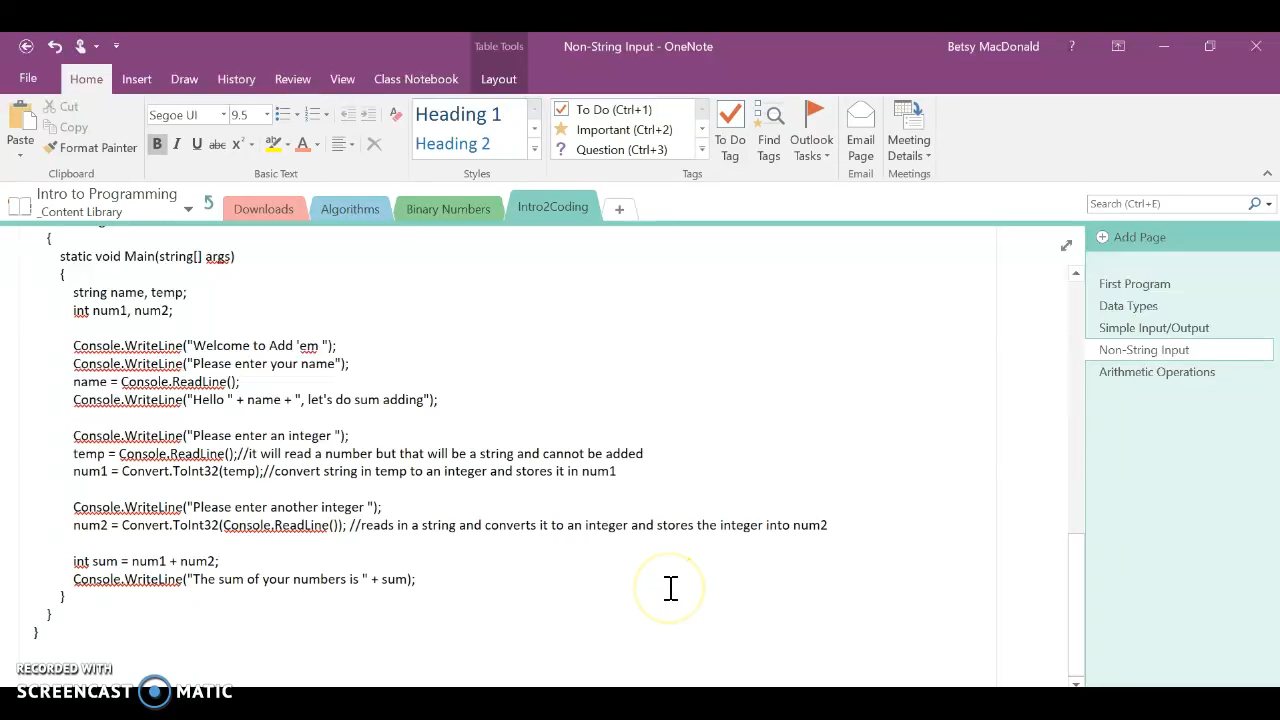 Table Tools
Non-String Input - OneNote
Betsy MacDonald
?
File
Home
Insert
Draw
History
Review
View
Class Notebook
Layout
Paste
Cut
Copy
Format Painter
Clipboard
Segoe UI
9.5
B I U abc x²
A
Basic Text
Heading 1
Heading 2
Styles
To Do (Ctrl+1)
Important (Ctrl+2)
? Question (Ctrl+3)
To Do Tag
Find Tags
Tags
Outlook Tasks
Email Page
Email
Meeting Details
Meetings
Intro to Programming
_Content Library
Downloads
Algorithms
Binary Numbers
Intro2Coding
+
Search (Ctrl+E)
{
static void Main(string[] args)
{
string name, temp;
int num1, num2;
Console.WriteLine("Welcome to Add 'em ");
Console.WriteLine("Please enter your name");
name = Console.ReadLine();
Console.WriteLine("Hello " + name + ", let's do sum adding");
Console.WriteLine("Please enter an integer ");
temp = Console.ReadLine();//it will read a number but that will be a string and cannot be added
num1 = Convert.ToInt32(temp);//convert string in temp to an integer and stores it in num1
Console.WriteLine("Please enter another integer ");
num2 = Convert.ToInt32(Console.ReadLine()); //reads in a string and converts it to an integer and stores the integer into num2
int sum = num1 + num2;
Console.WriteLine("The sum of your numbers is " + sum);
}
}
}
Add Page
First Program
Data Types
Simple Input/Output
Non-String Input
Arithmetic Operations
RECORDED WITH
SCREENCAST MATIC